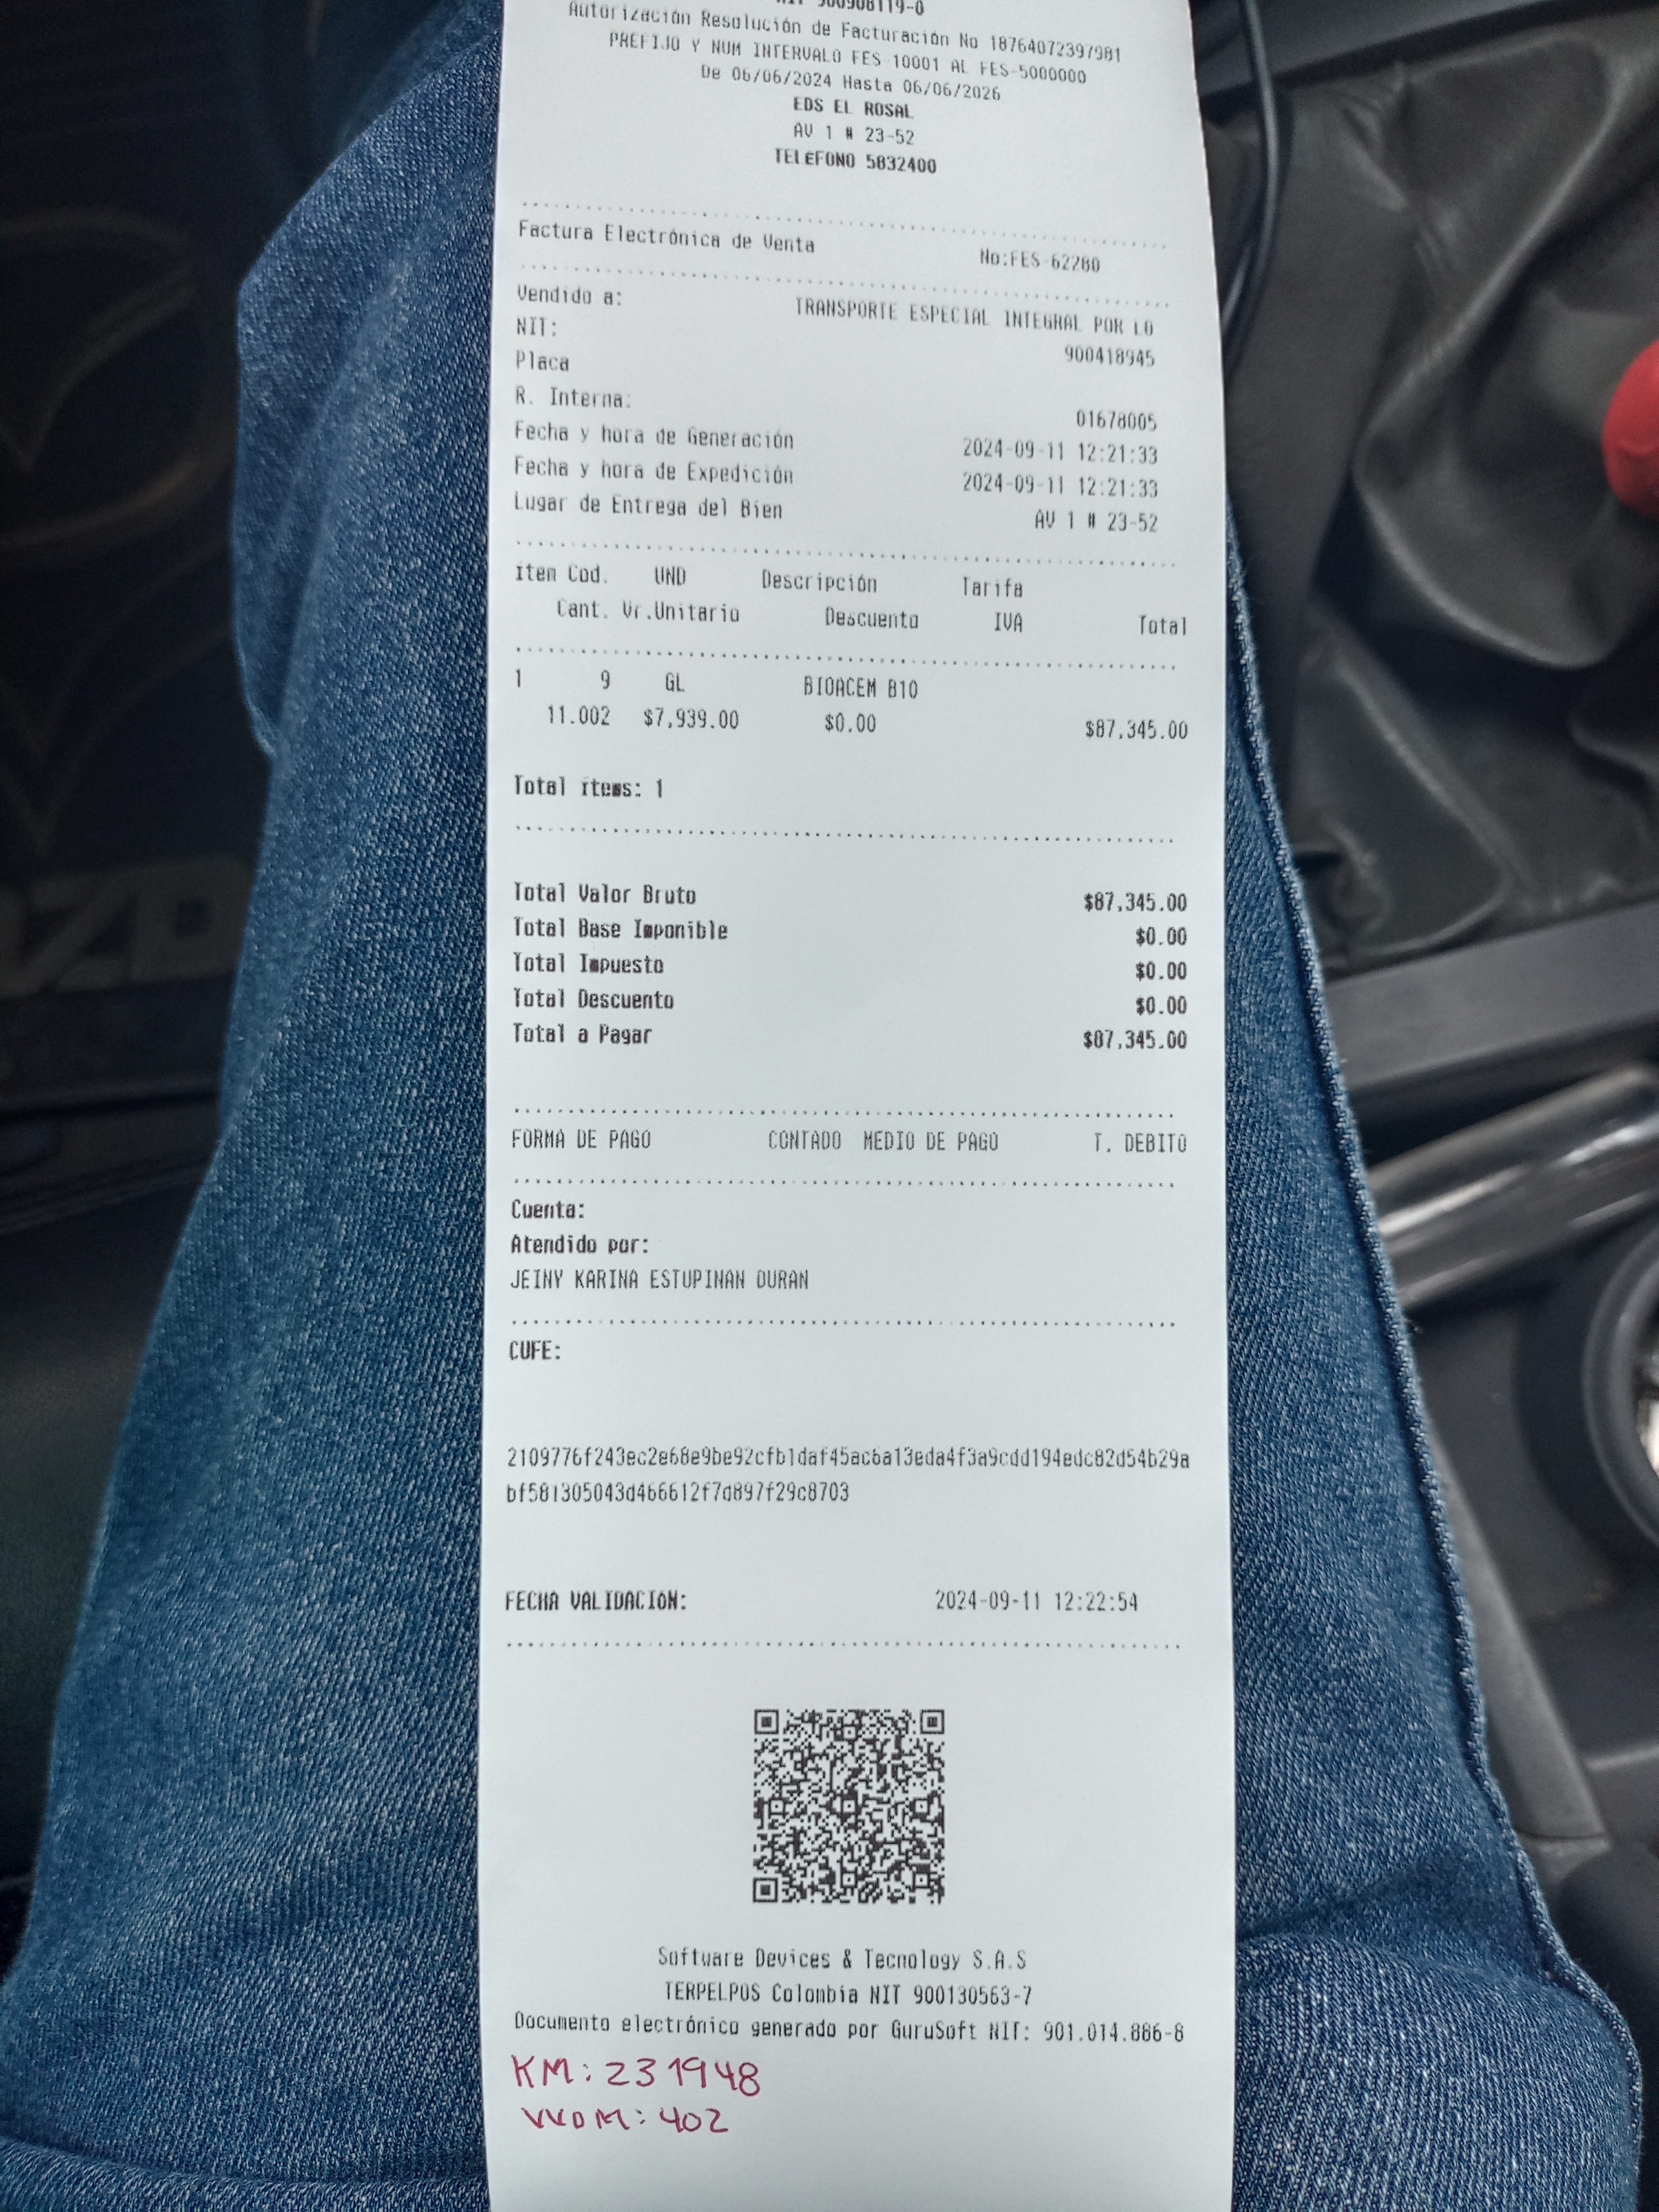 NIT 900908119-0
Autorización Resolución de Facturación No 18764072397981
PREFIJO Y NUM INTERVALO FES-10001 AL FES-5000000
De 06/06/2024 Hasta 06/06/2026
EDS EL ROSAL
AV 1 # 23-52
TELÉFONO 5832400
Factura Electrónica de Venta No:FES-62280
Vendido a: TRANSPORTE ESPECIAL INTEGRAL POR LO
NIT: 900418945
Placa
R. Interna: 01678005
Fecha y hora de Generación 2024-09-11 12:21:33
Fecha y hora de Expedición 2024-09-11 12:21:33
Lugar de Entrega del Bien AV 1 # 23-52
ítem Cod. UND Descripción Tarifa
Cant. Vr.Unitario Descuento IVA Total
1 9 GL BIOACEM B10
11.002 $7,939.00 $0.00 $87,345.00
Total ítems: 1
Total Valor Bruto $87,345.00
Total Base Imponible $0.00
Total Impuesto $0.00
Total Descuento $0.00
Total a Pagar $87,345.00
FORMA DE PAGO CONTADO MEDIO DE PAGO T. DEBITO
Cuenta:
Atendido por:
JEINY KARINA ESTUPINAN DURAN
CUFE:
2109776f243ec2e68e9be92cfb1daf45ac6a13eda4f3a9cdd194edc82d54b29a
bf581305043d466612f7d897f29c8703
FECHA VALIDACIÓN: 2024-09-11 12:22:54
Software Devices & Tecnology S.A.S
TERPELPOS Colombia NIT 900130563-7
Documento electrónico generado por GuruSoft NIT: 901.014.886-8
KM: 231948
: 402